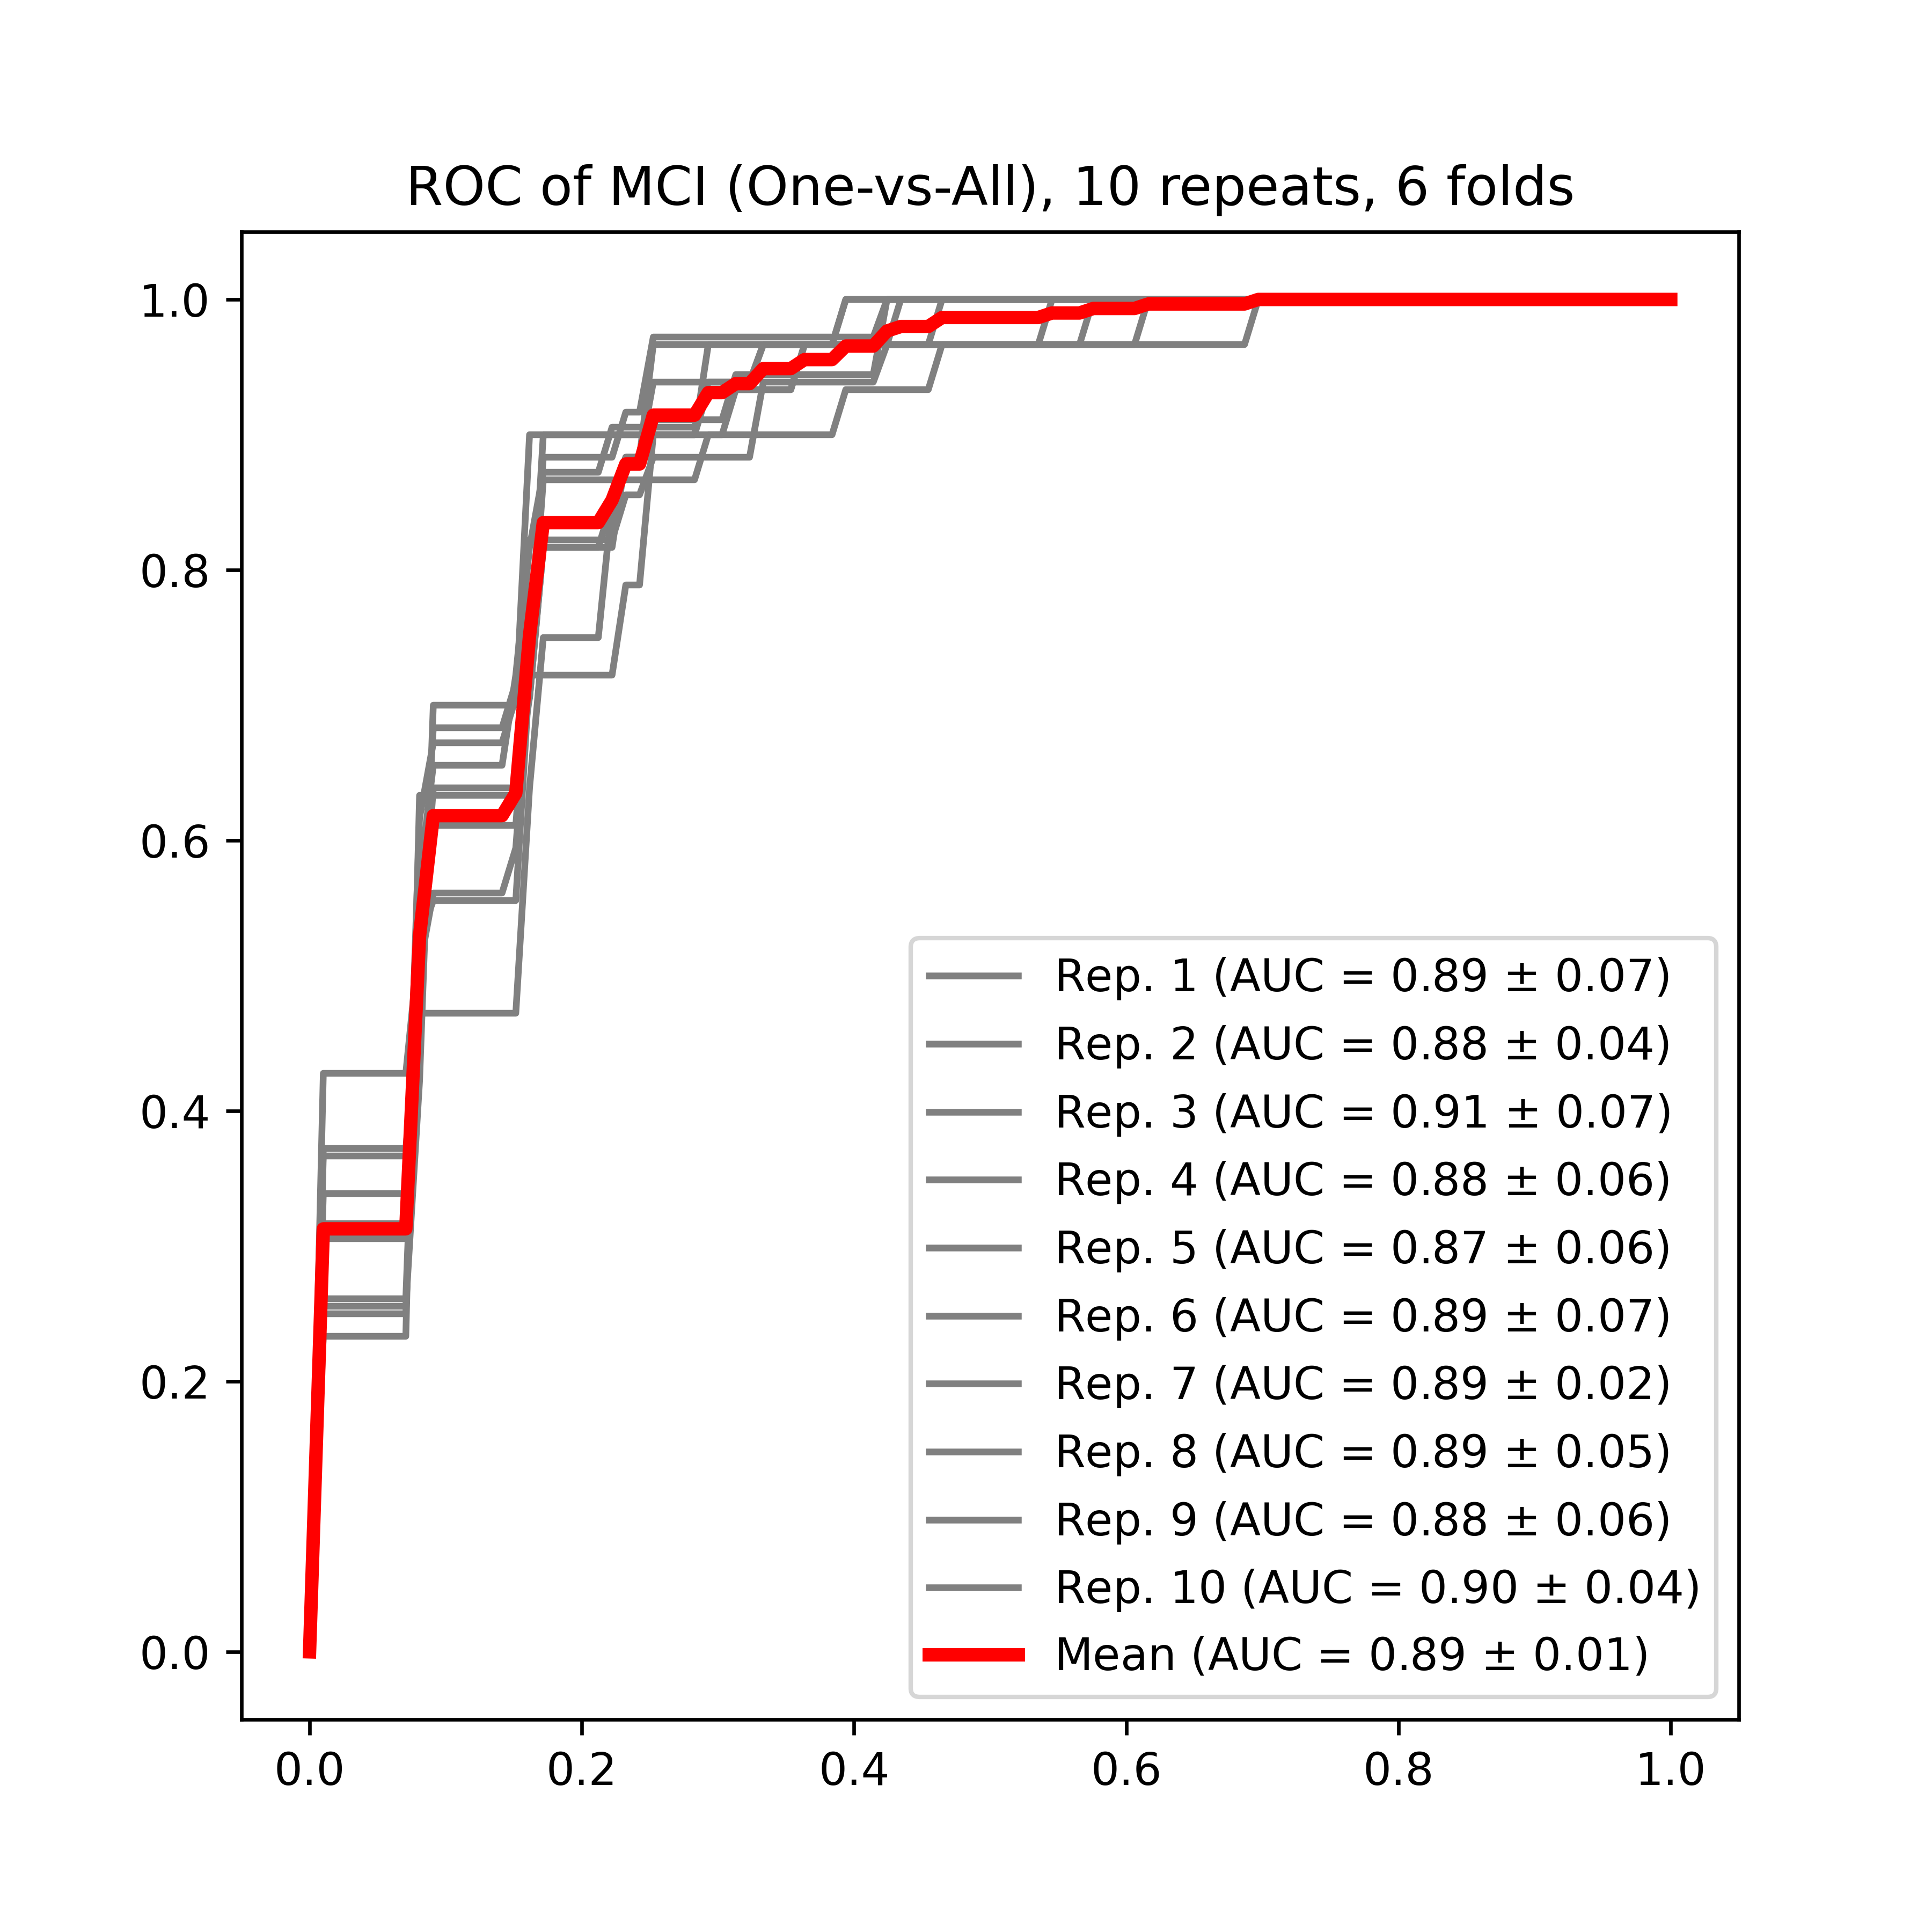 ROC of MCI (One-vs-All), 10 repeats, 6 folds
1.0
0.8
0.6
0.4
0.2
0.0
Rep. 1 (AUC = 0.89 ± 0.07)
Rep. 2 (AUC = 0.88 ± 0.04)
Rep. 3 (AUC = 0.91 ± 0.07)
Rep. 4 (AUC = 0.88 ± 0.06)
Rep. 5 (AUC = 0.87 ± 0.06)
Rep. 6 (AUC = 0.89 ± 0.07)
Rep. 7 (AUC = 0.89 ± 0.02)
Rep. 8 (AUC = 0.89 ± 0.05)
Rep. 9 (AUC = 0.88 ± 0.06)
Rep. 10 (AUC = 0.90 ± 0.04)
Mean (AUC = 0.89 ± 0.01)
0.0 0.2 0.4 0.6 0.8 1.0